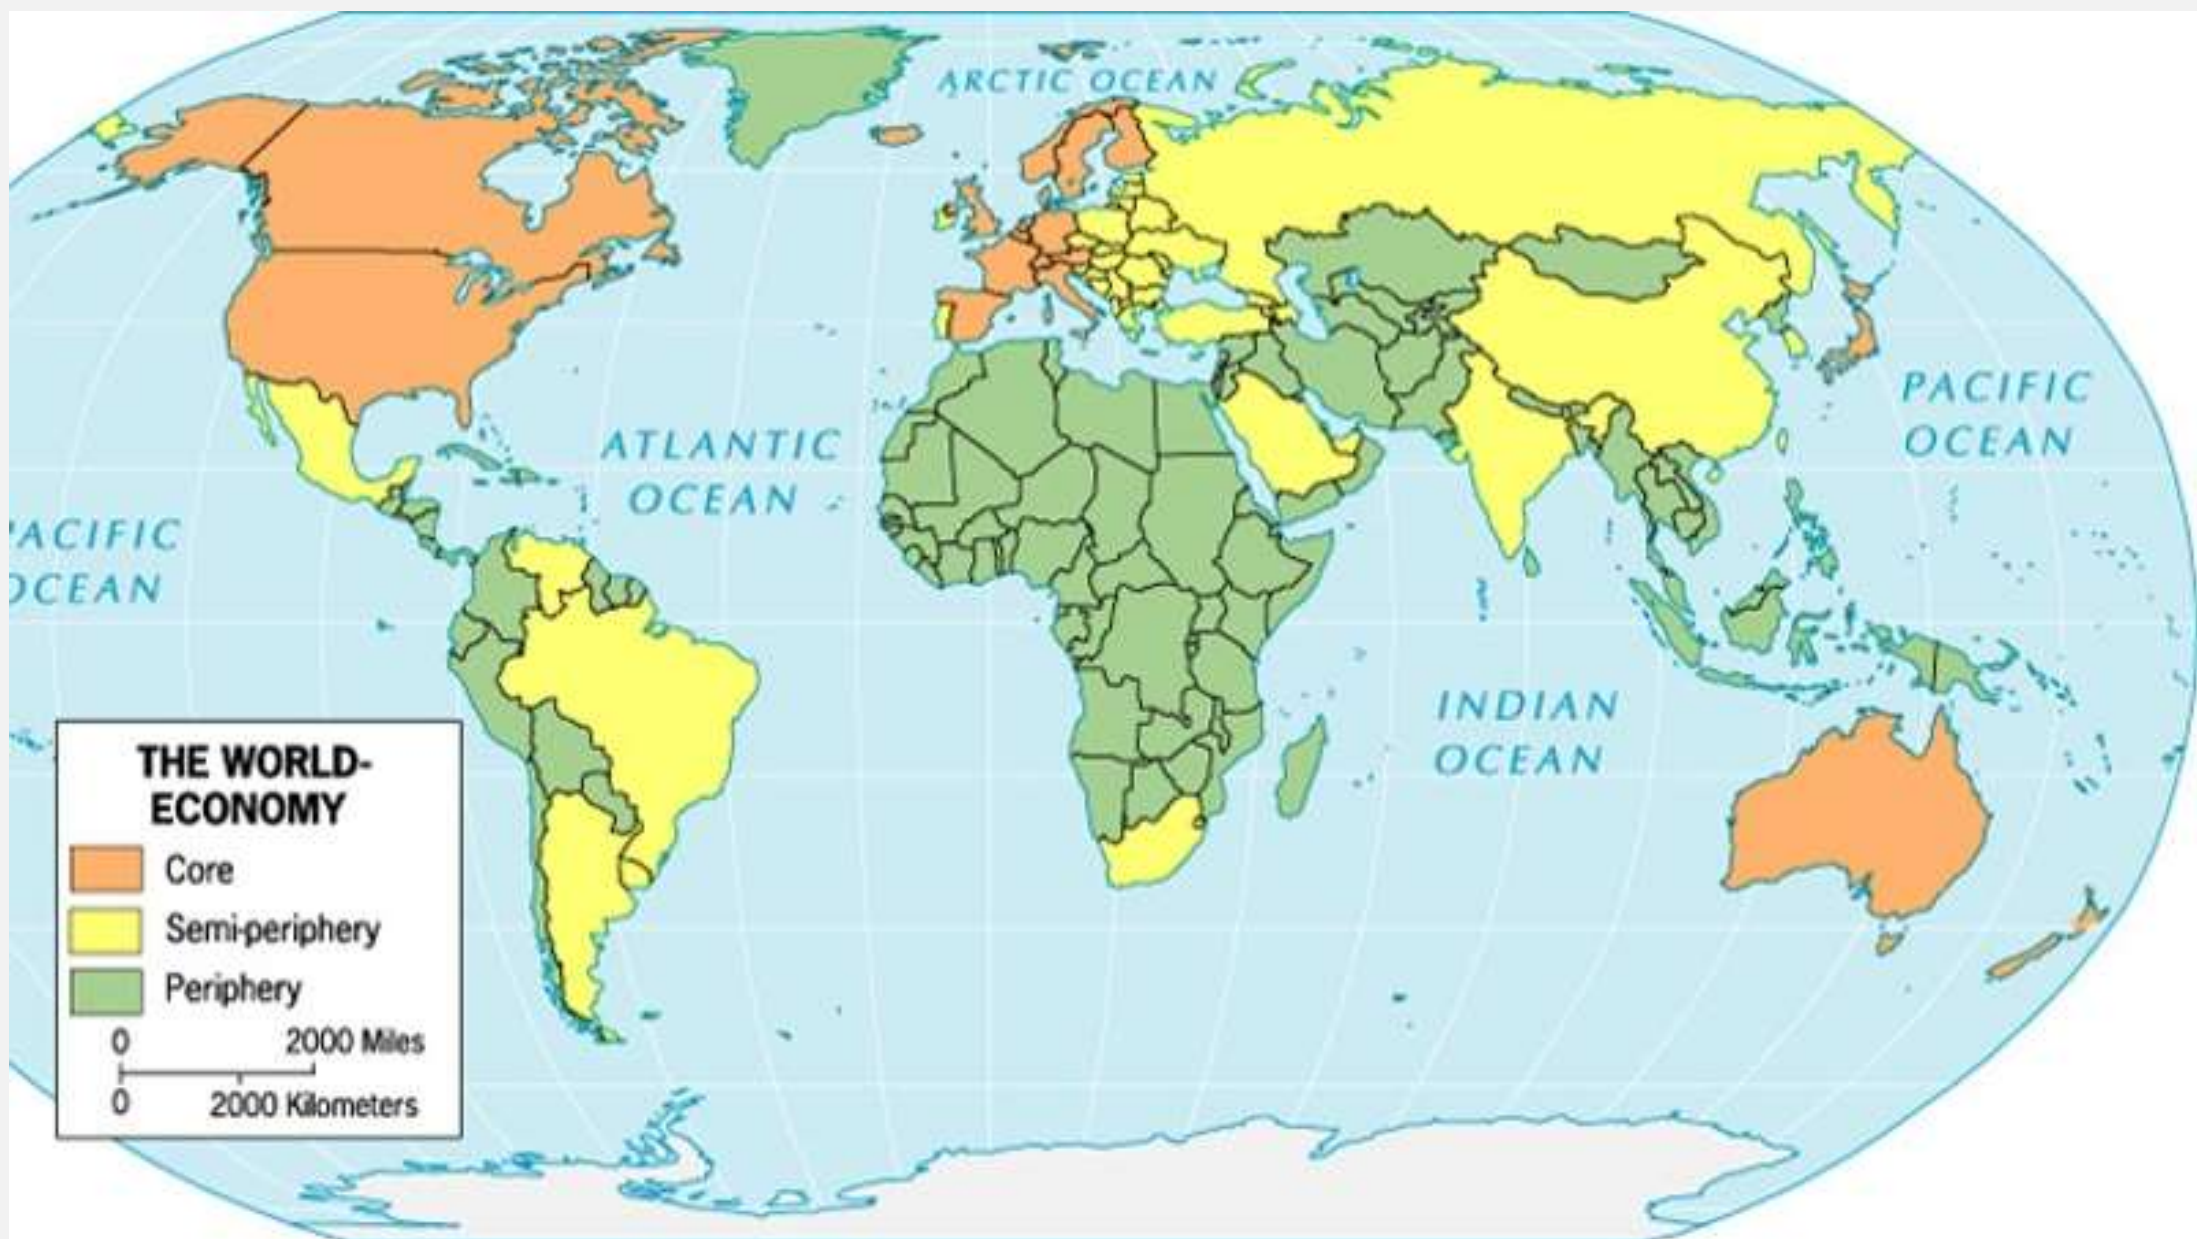 ARCTIC OCEAN
ATLANTIC
OCEAN
PACIFIC
OCEAN
ACIFIC
OCEAN
INDIAN
OCEAN
THE WORLD-
ECONOMY
Core
Semi-periphery
Periphery
0 2000 Miles
0 2000 Kilometers